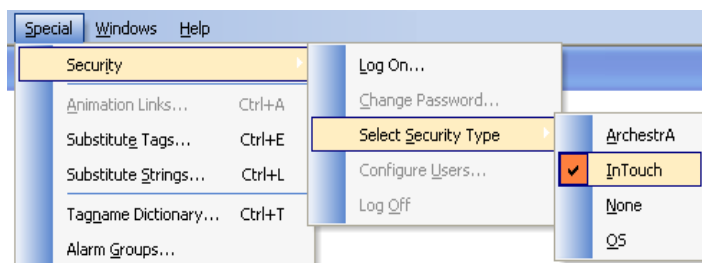 Special Windows Help
Security
Animation Links... Ctrl+A
Substitute Tags... Ctrl+E
Substitute Strings... Ctrl+L
Tagname Dictionary... Ctrl+T
Alarm Groups...
Log On...
Change Password...
Select Security Type
Configure Users...
Log Off
ArchestrA
InTouch
None
OS